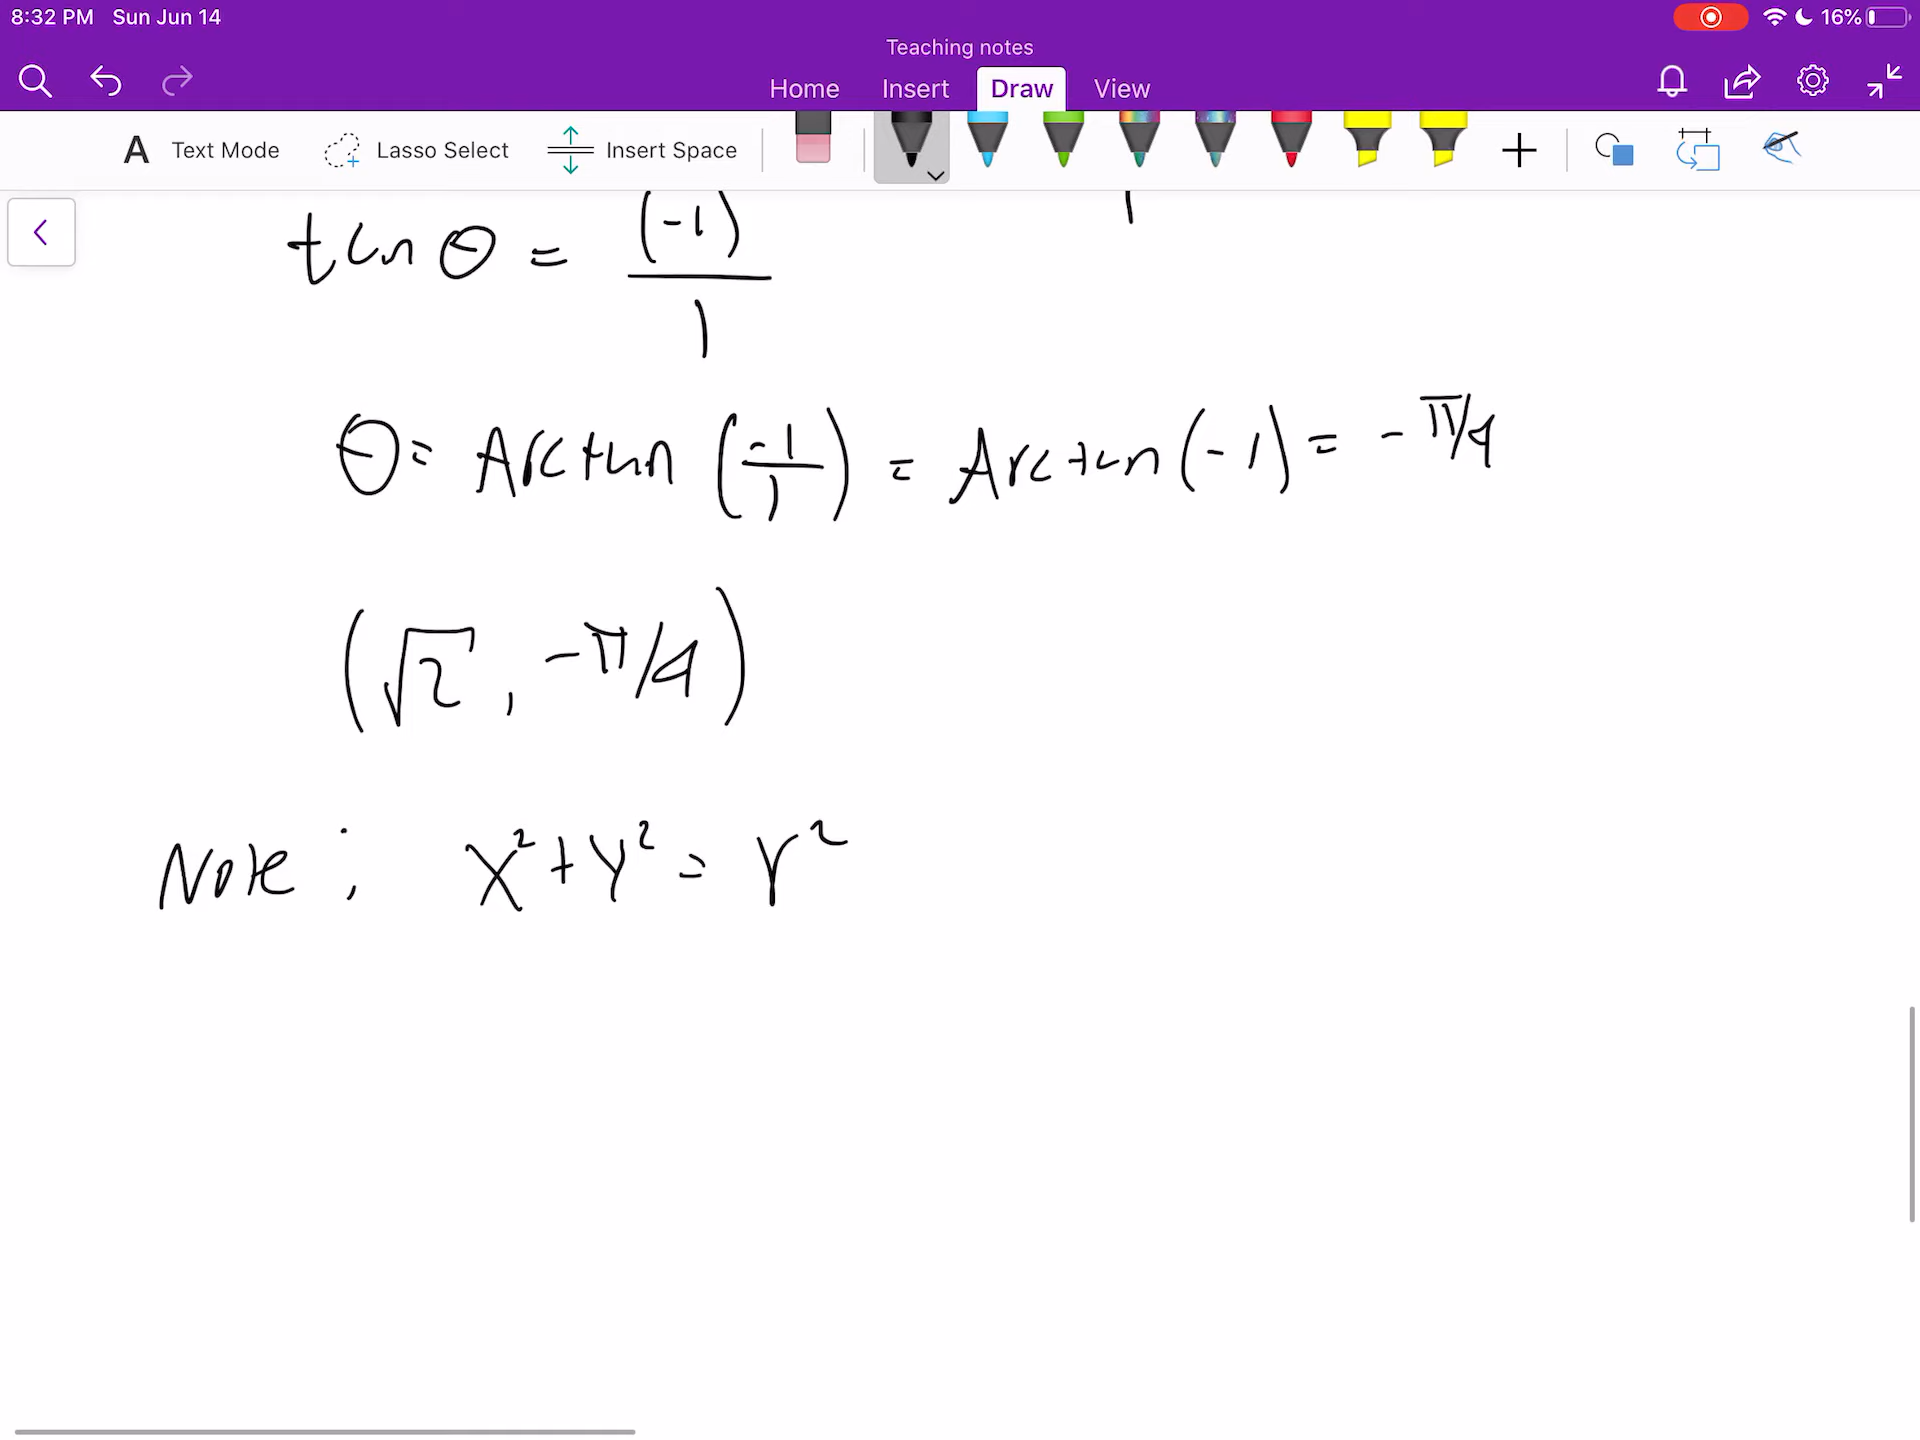 8:32 PM Sun Jun 14 16%
Teaching notes
Home Insert Draw View
A Text Mode Lasso Select Insert Space
tan θ = (-1)/1
θ = Arctan (-1/1) = Arctan (-1) = -π/4
(√2, -π/4)
Note: x² + y² = r²